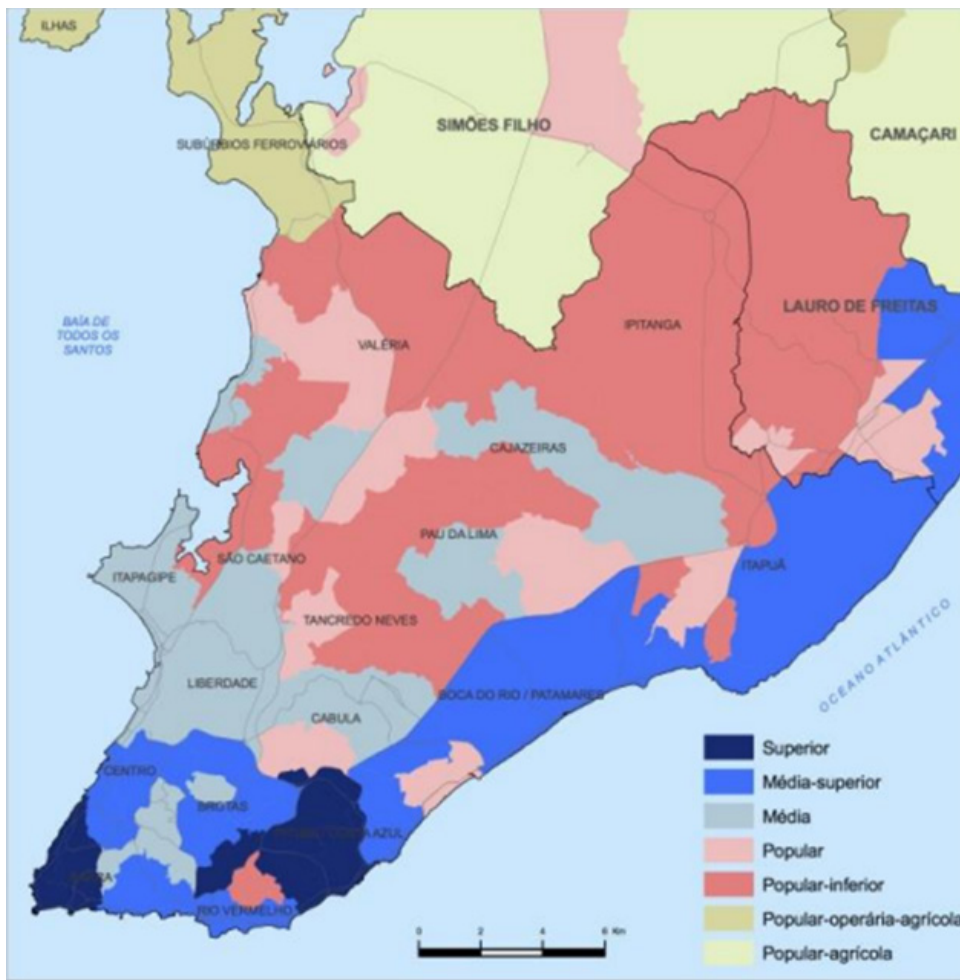 ILHAS
SIMÕES FILHO
CAMAÇARI
SUBÚRBIOS FERROVIÁRIOS
LAURO DE FREITAS
BAÍA DE
TODOS OS
SANTOS
IPITANGA
VALÉRIA
CAJAZEIRAS
PAU DA LIMA
SÃO CAETANO
ITAPUÃ
ITAPAGIPE
TANCREDO NEVES
OCEANO ATLÂNTICO
LIBERDADE
BOCA DO RIO / PATAMARES
CABULA
CENTRO
BROTAS
AZUL
RIO VERMELHO
Superior
Média-superior
Média
Popular
Popular-inferior
Popular-operária-agrícola
Popular-agrícola
0 2 4 6 Km